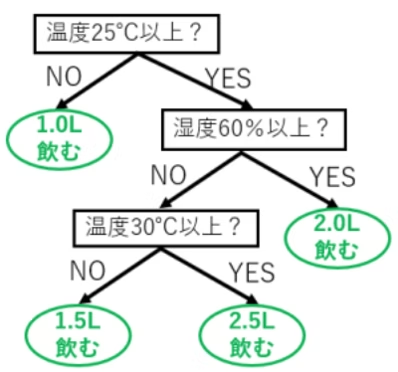 温度25°C以上？
NO
YES
1.0L
飲む
湿度60%以上？
NO
YES
温度30°C以上？
2.0L
飲む
NO
YES
1.5L
飲む
2.5L
飲む